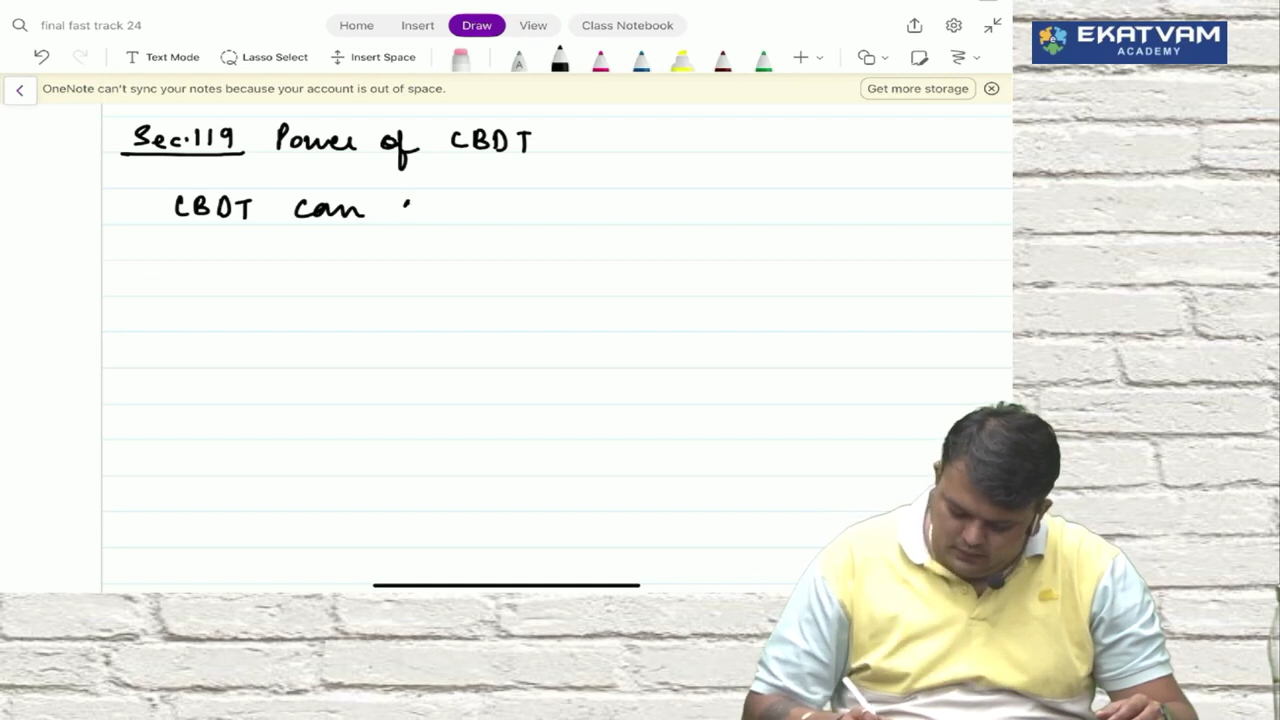 final fast track 24
Home Insert Draw View Class Notebook
Text Mode Lasso Select Insert Space
OneNote can't sync your notes because your account is out of space. Get more storage
Sec.119 Power of CBDT
CBDT can
EKATVAM
ACADEMY